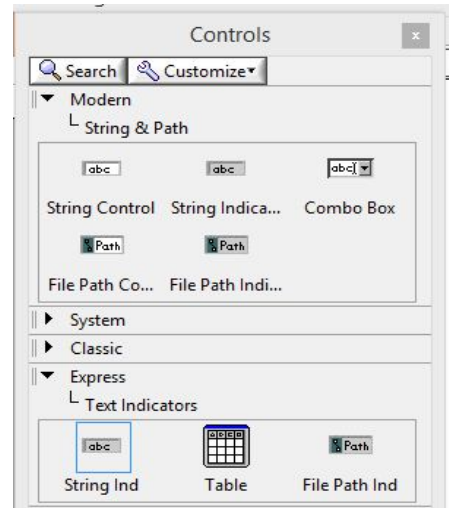 Controls
x
Search Customize
Modern
String & Path
abc abc abc
String Control String Indica... Combo Box
Path Path
File Path Co... File Path Indi...
System
Classic
Express
Text Indicators
abc A B C D Path
String Ind Table File Path Ind